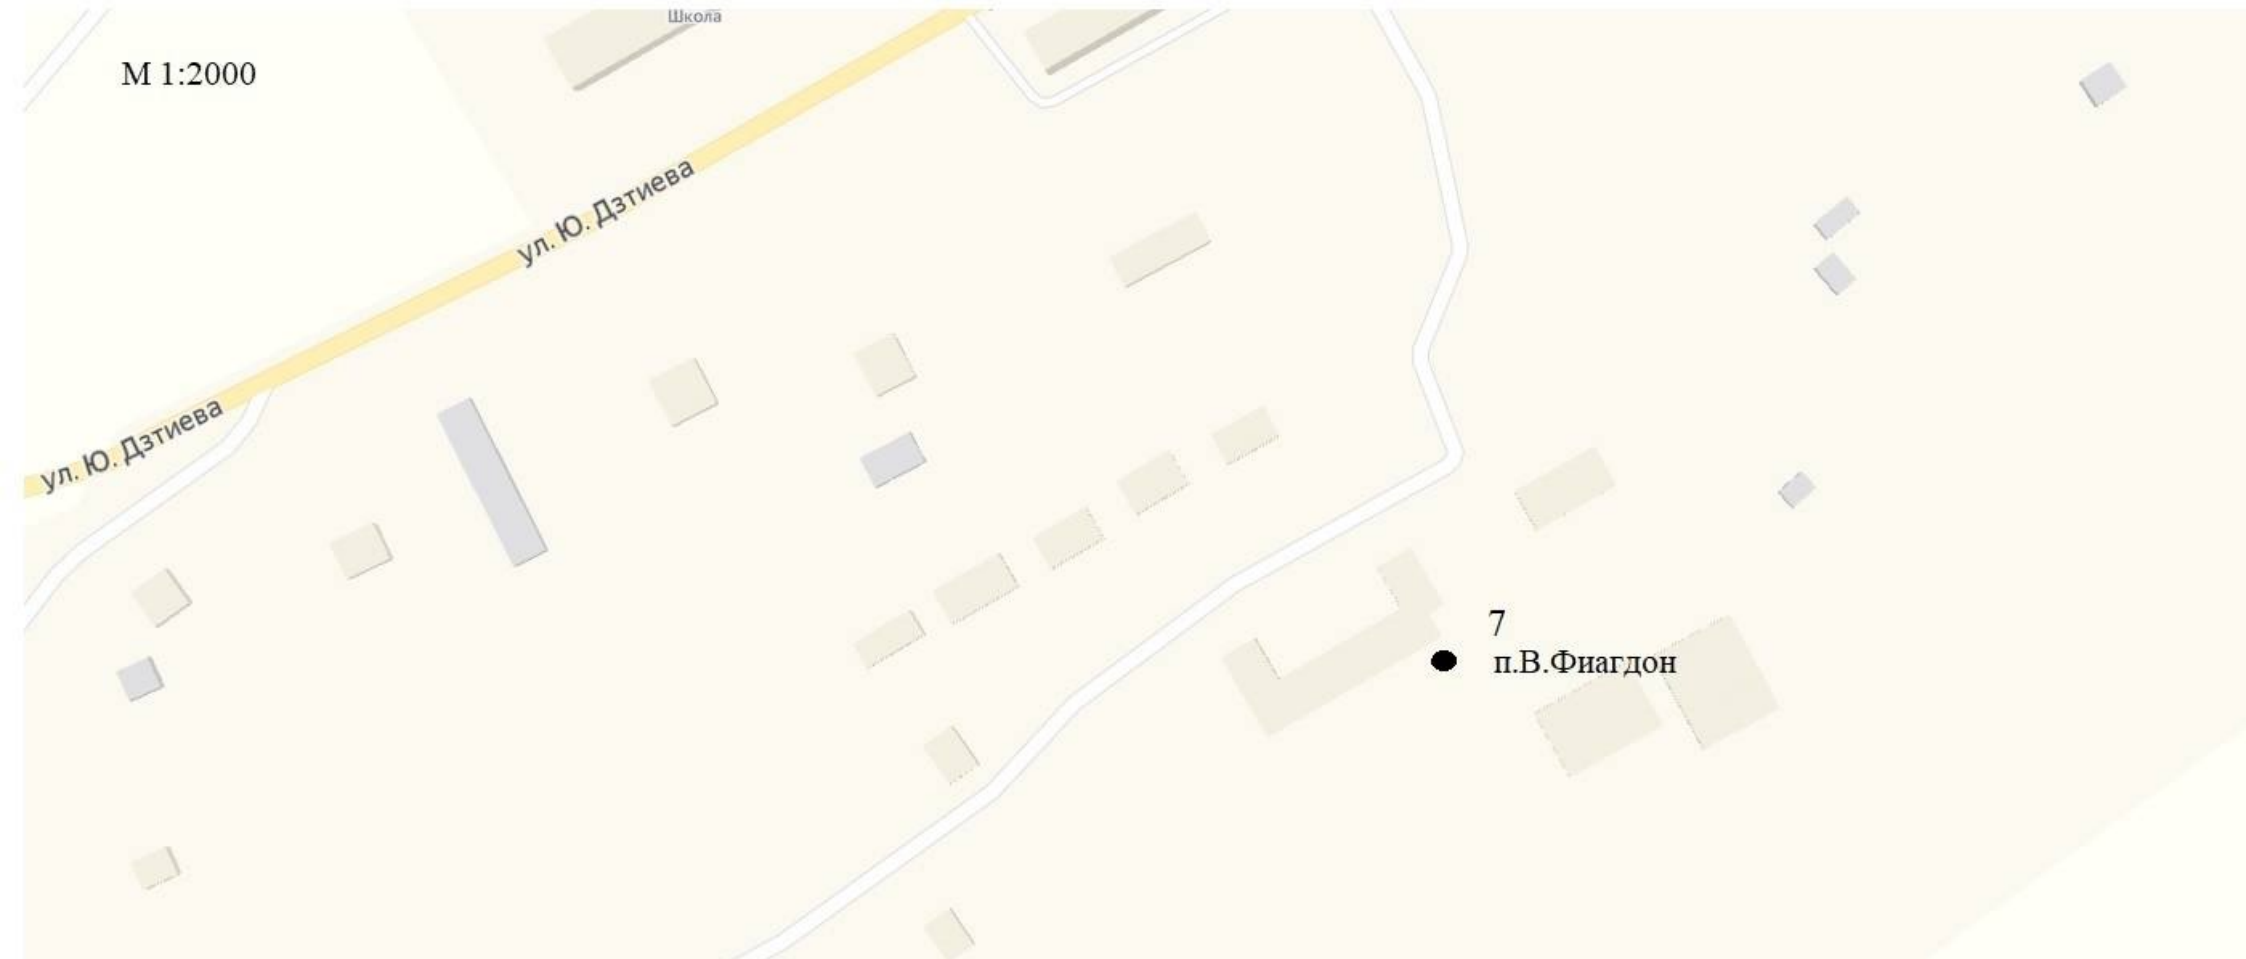 Школа
М 1:2000
ул. Ю. Дзтиева
ул. Ю. Дзтиева
7
п.В.Фиагдон